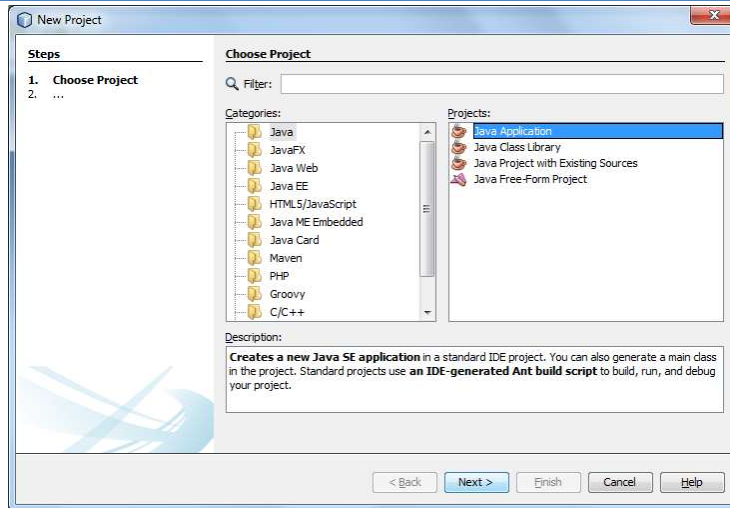 New Project
Steps
1. Choose Project
2. ...
Choose Project
Filter:
Categories:
Java
JavaFX
Java Web
Java EE
HTML5/JavaScript
Java ME Embedded
Java Card
Maven
PHP
Groovy
C/C++
Projects:
Java Application
Java Class Library
Java Project with Existing Sources
Java Free-Form Project
Description:
Creates a new Java SE application in a standard IDE project. You can also generate a main class
in the project. Standard projects use an IDE-generated Ant build script to build, run, and debug
your project.
< Back
Next >
Finish
Cancel
Help